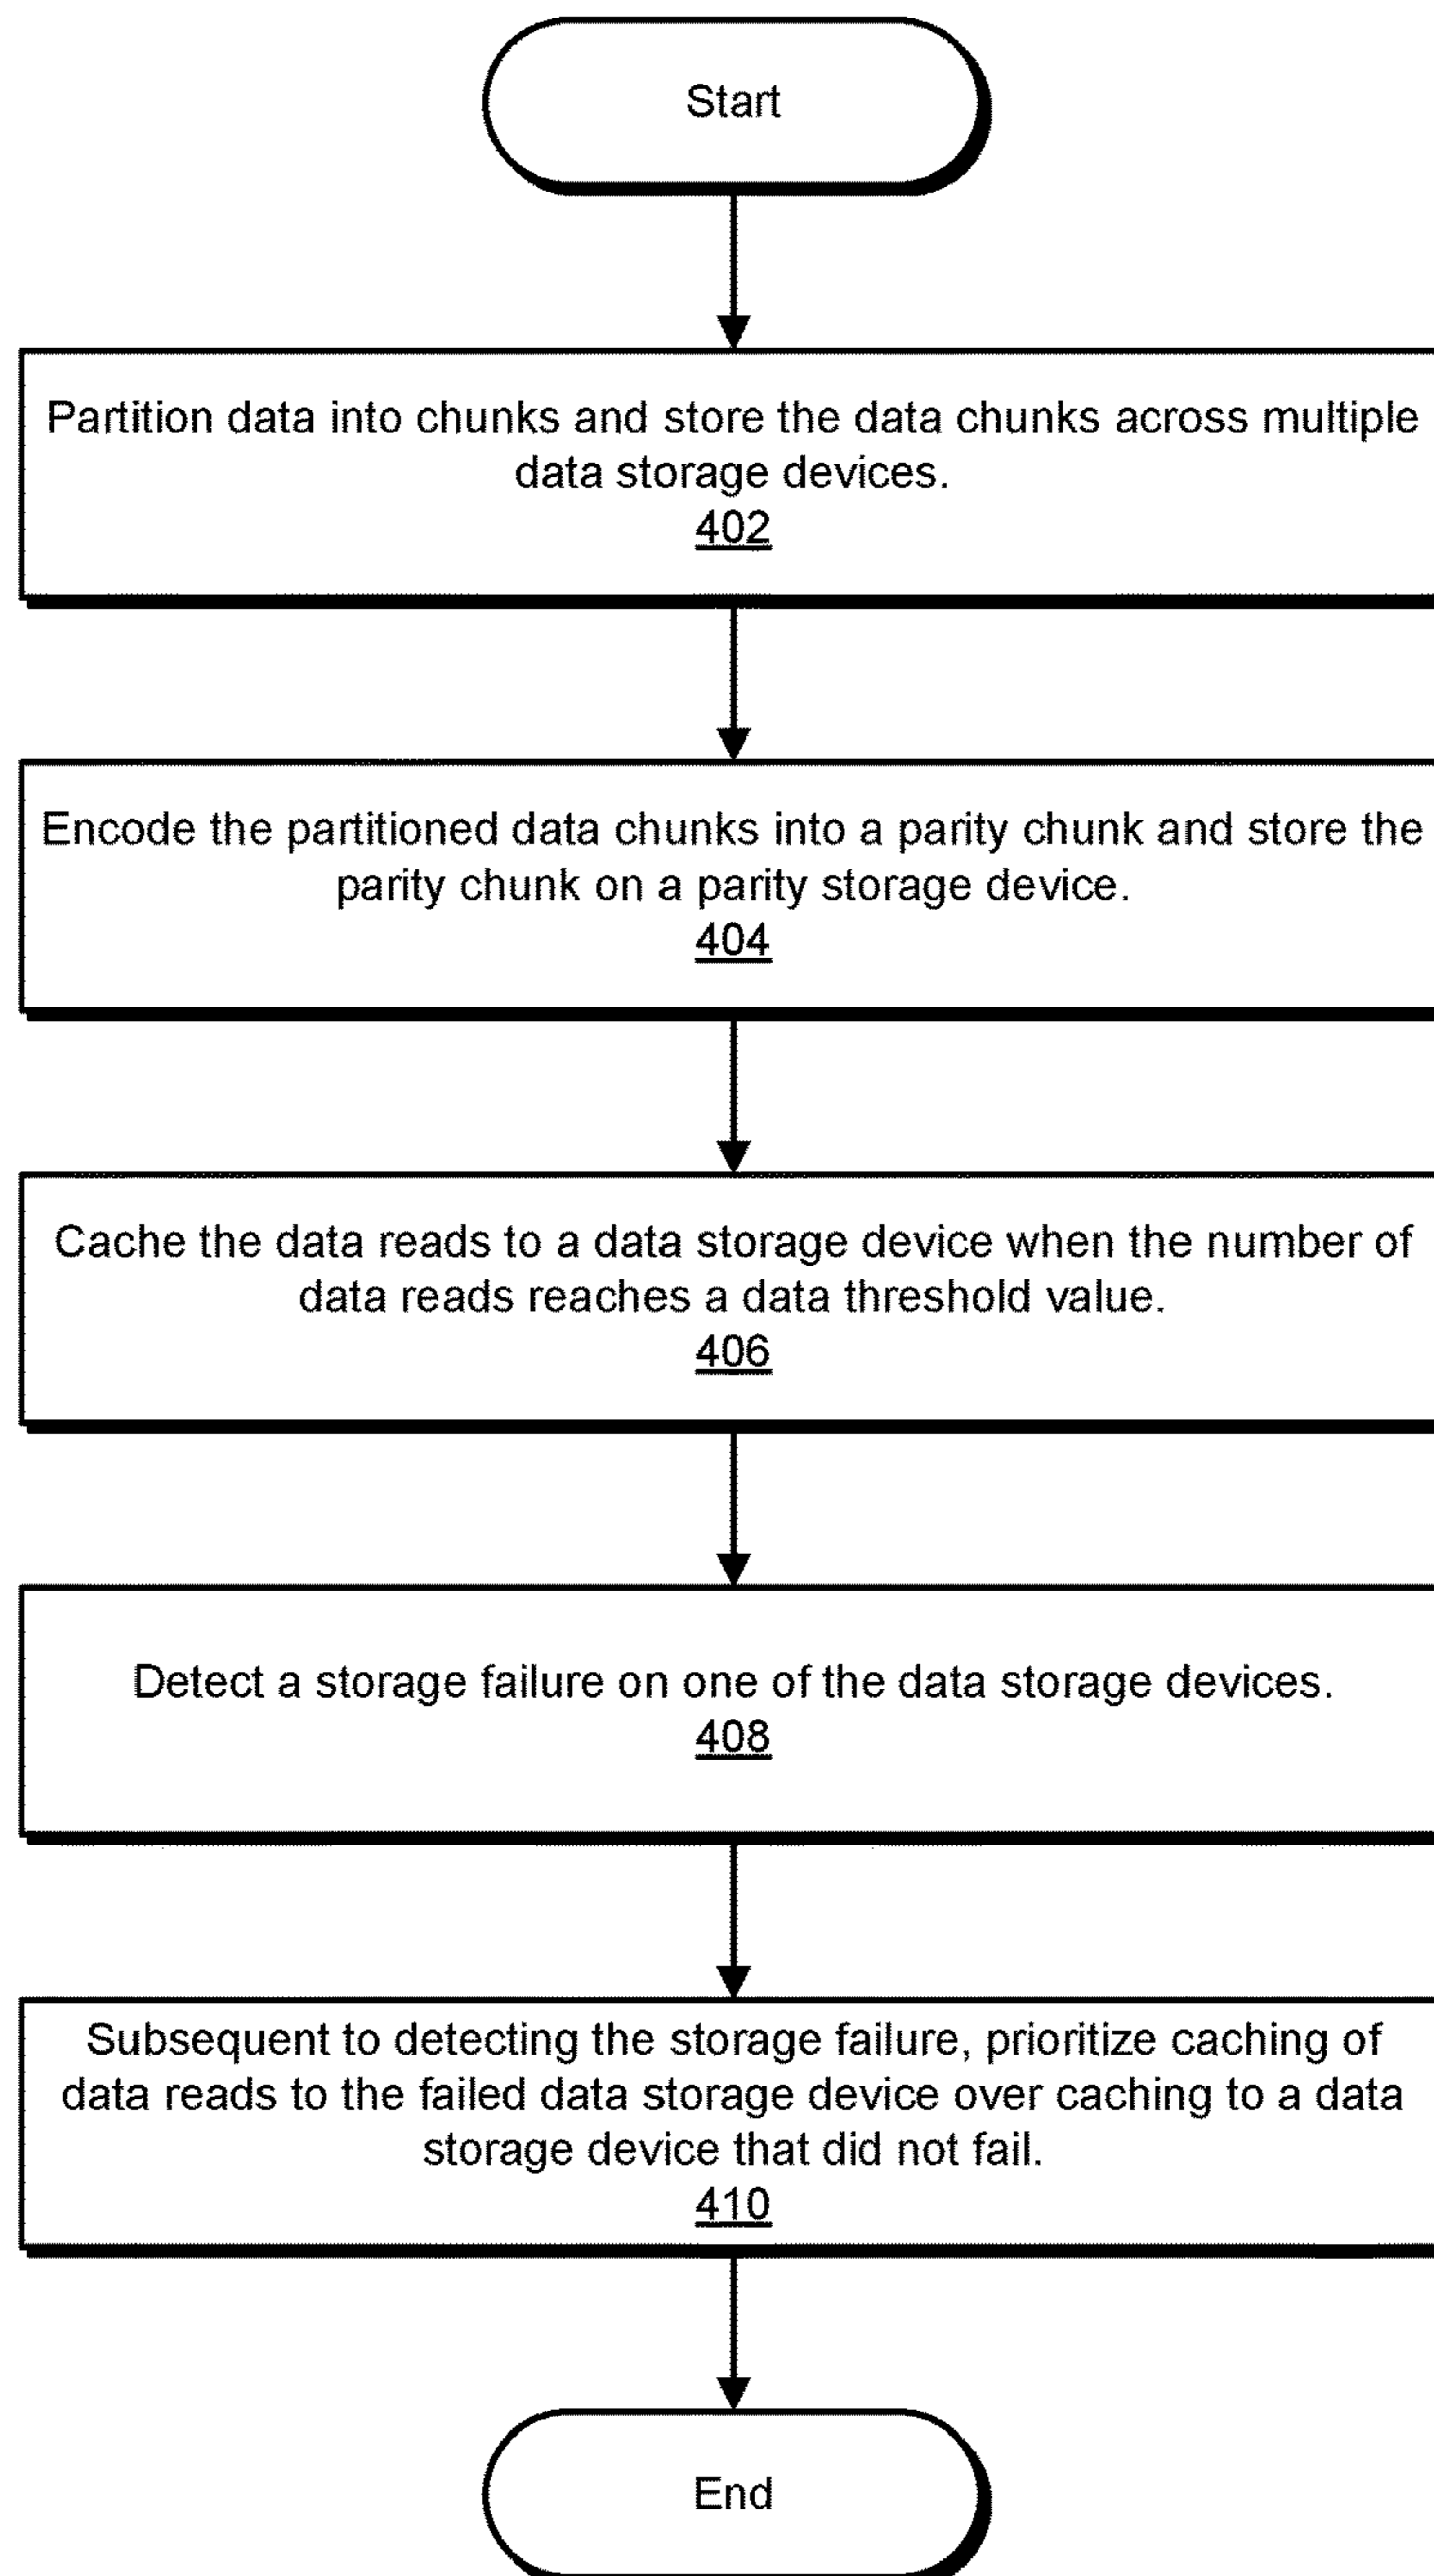 Start
Partition data into chunks and store the data chunks across multiple
data storage devices.
402
Encode the partitioned data chunks into a parity chunk and store the
parity chunk on a parity storage device.
404
Cache the data reads to a data storage device when the number of
data reads reaches a data threshold value.
406
Detect a storage failure on one of the data storage devices.
408
Subsequent to detecting the storage failure, prioritize caching of
data reads to the failed data storage device over caching to a data
storage device that did not fail.
410
End